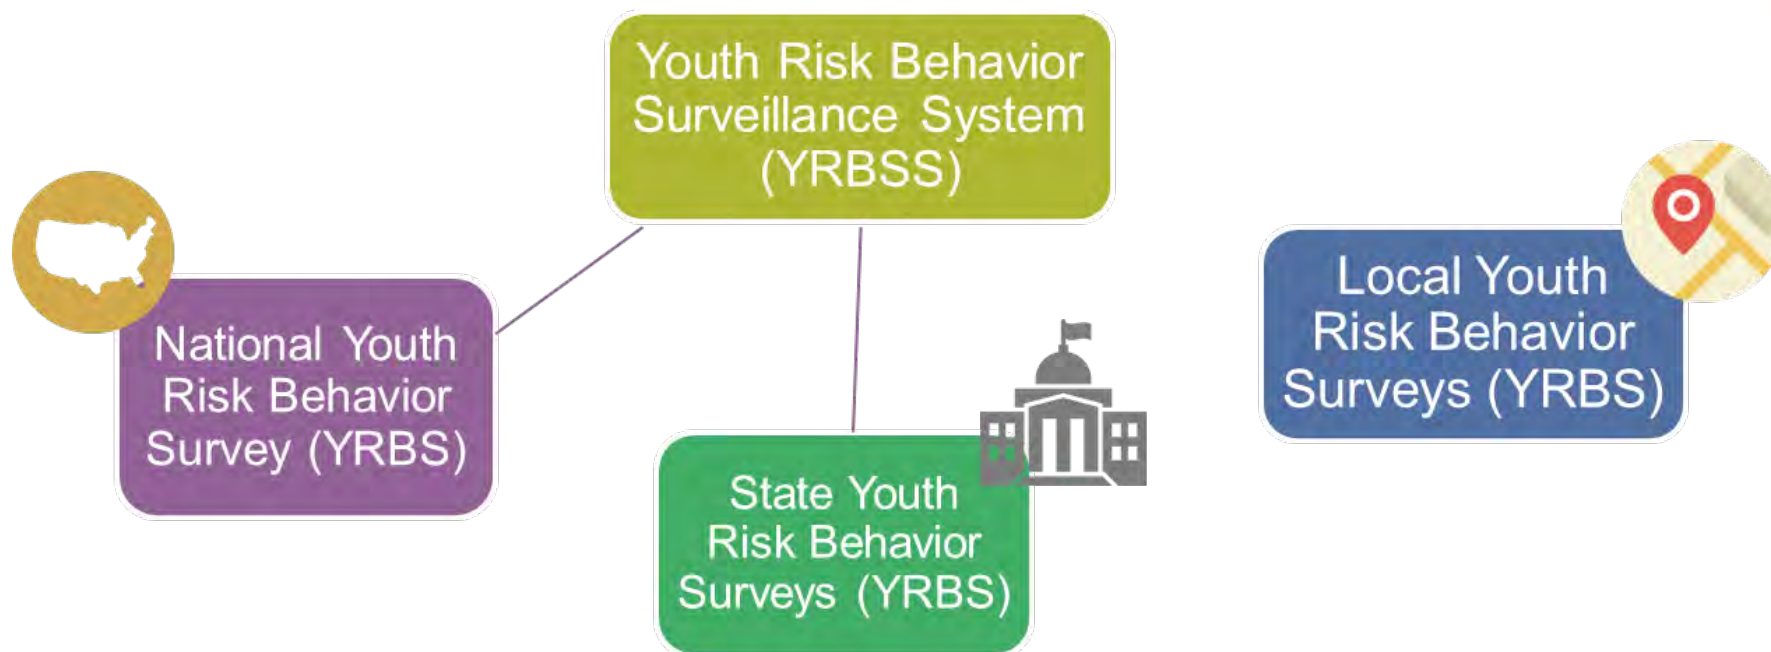 Youth Risk Behavior
Surveillance System
(YRBSS)
National Youth
Risk Behavior
Survey (YRBS)
State Youth
Risk Behavior
Surveys (YRBS)
Local Youth
Risk Behavior
Surveys (YRBS)